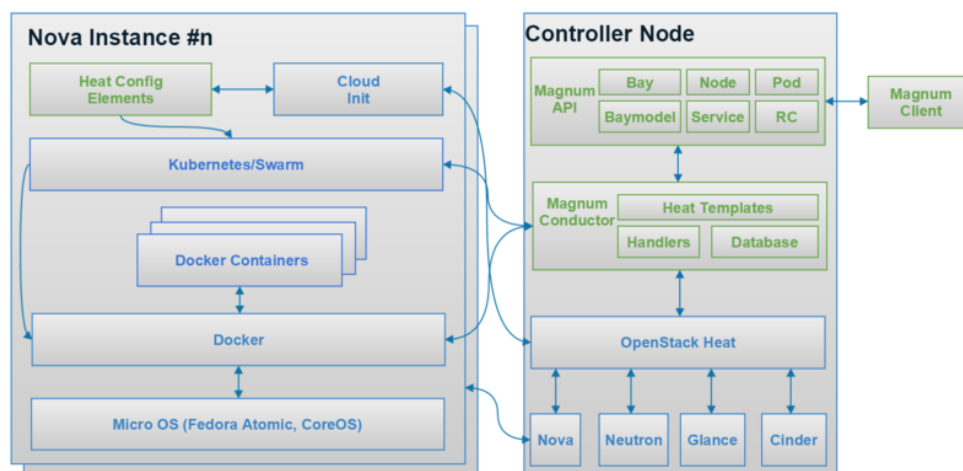 Nova Instance #n
Heat Config
Elements
Cloud
Init
Kubernetes/Swarm
Docker Containers
Docker
Micro OS (Fedora Atomic, CoreOS)
Controller Node
Magnum
API
Bay
Node
Pod
Baymodel
Service
RC
Magnum
Client
Magnum
Conductor
Heat Templates
Handlers
Database
OpenStack Heat
Nova
Neutron
Glance
Cinder